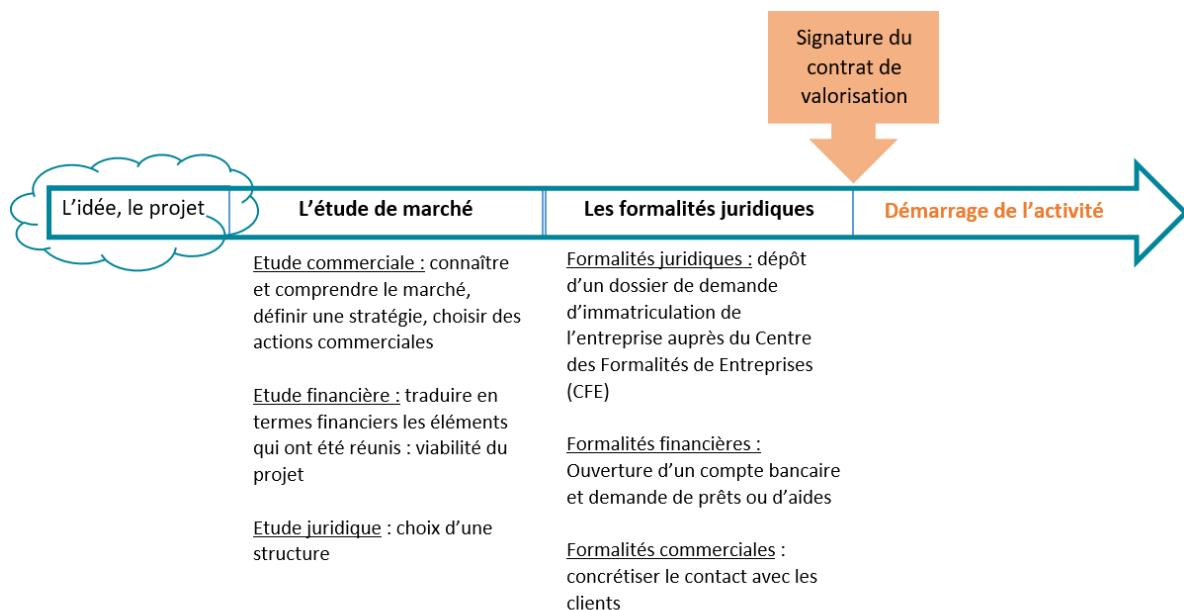 Signature du
contrat de
valorisation
L’idée, le projet
L’étude de marché
Les formalités juridiques
Démarrage de l’activité
Etude commerciale : connaître
et comprendre le marché,
définir une stratégie, choisir des
actions commerciales
Etude financière : traduire en
termes financiers les éléments
qui ont été réunis : viabilité du
projet
Etude juridique : choix d’une
structure
Formalités juridiques : dépôt
d’un dossier de demande
d’immatriculation de
l’entreprise auprès du Centre
des Formalités de Entreprises
(CFE)
Formalités financières :
Ouverture d’un compte bancaire
et demande de prêts ou d’aides
Formalités commerciales :
concrétiser le contact avec les
clients